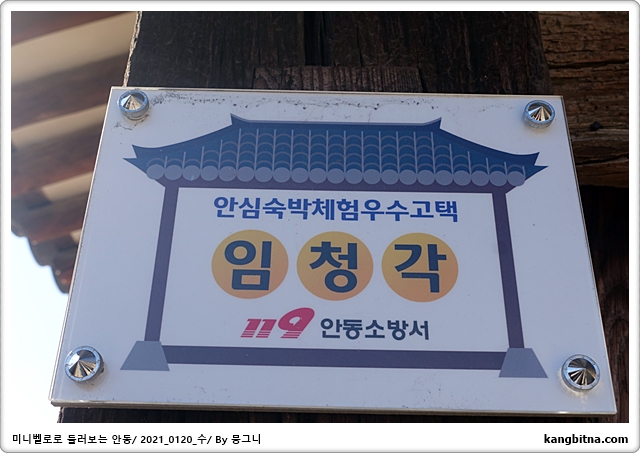 안심숙박체험우수고택
임청각
119 안동소방서
미니벨로로 둘러보는 안동/ 2021_0120_수/ By 뭉그니
kangbitna.com